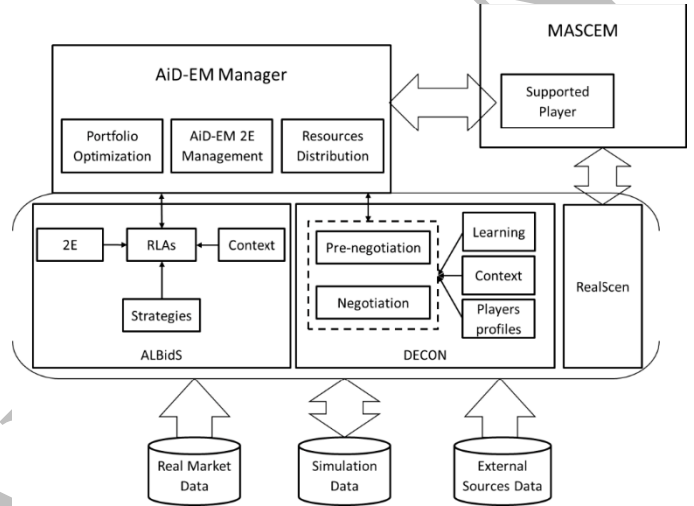 MASCEM
AiD-EM Manager
Supported
Player
Portfolio
Optimization
AiD-EM 2E
Management
Resources
Distribution
2E
RLAs
Context
Strategies
ALBidS
Pre-negotiation
Negotiation
Learning
Context
Players
profiles
DECON
RealScen
Real Market
Data
Simulation
Data
External
Sources Data